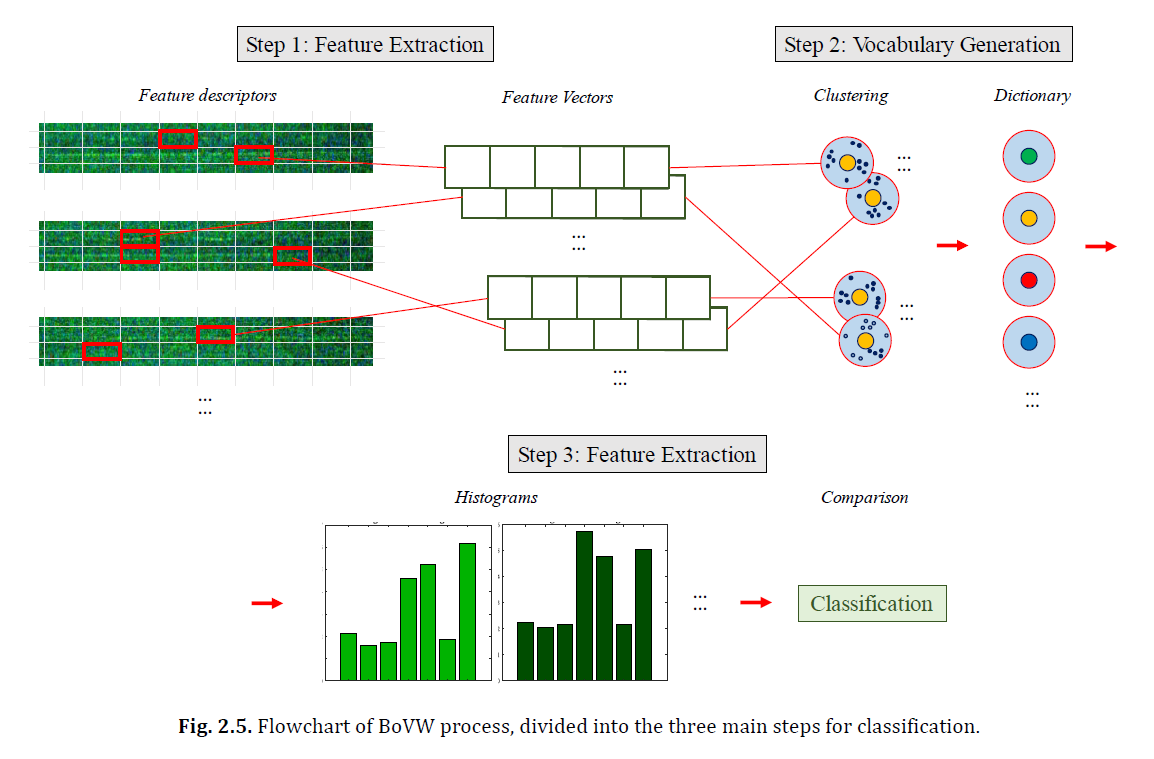 Step 1: Feature Extraction
Step 2: Vocabulary Generation
Feature descriptors
Feature Vectors
Clustering
Dictionary
...
...
...
...
...
...
...
...
...
...
...
...
Step 3: Feature Extraction
Histograms
Comparison
...
...
Classification
Fig. 2.5. Flowchart of BoVW process, divided into the three main steps for classification.